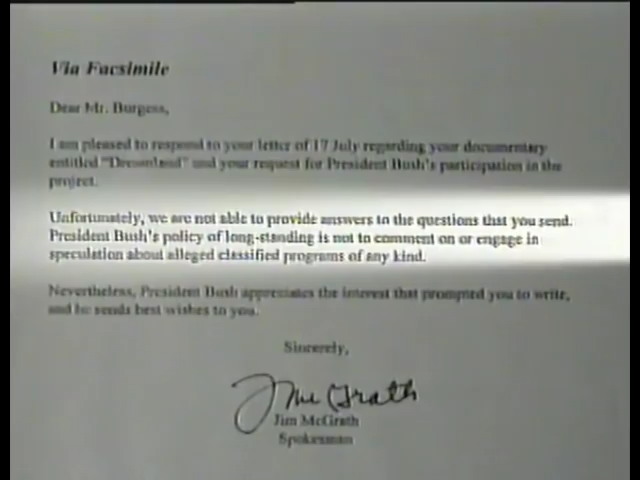 Via Facsimile
Dear Mr. Burgess,
I am pleased to respond to your letter of 17 July regarding your documentary
entitled "Dreamland" and your request for President Bush's participation in the
project.
Unfortunately, we are not able to provide answers to the questions that you send.
President Bush's policy of long-standing is not to comment on or engage in
speculation about alleged classified programs of any kind.
Nevertheless, President Bush appreciates the interest that prompted you to write,
and he sends best wishes to you.
Sincerely,
Jim McGrath
Jim McGrath
Spokesman